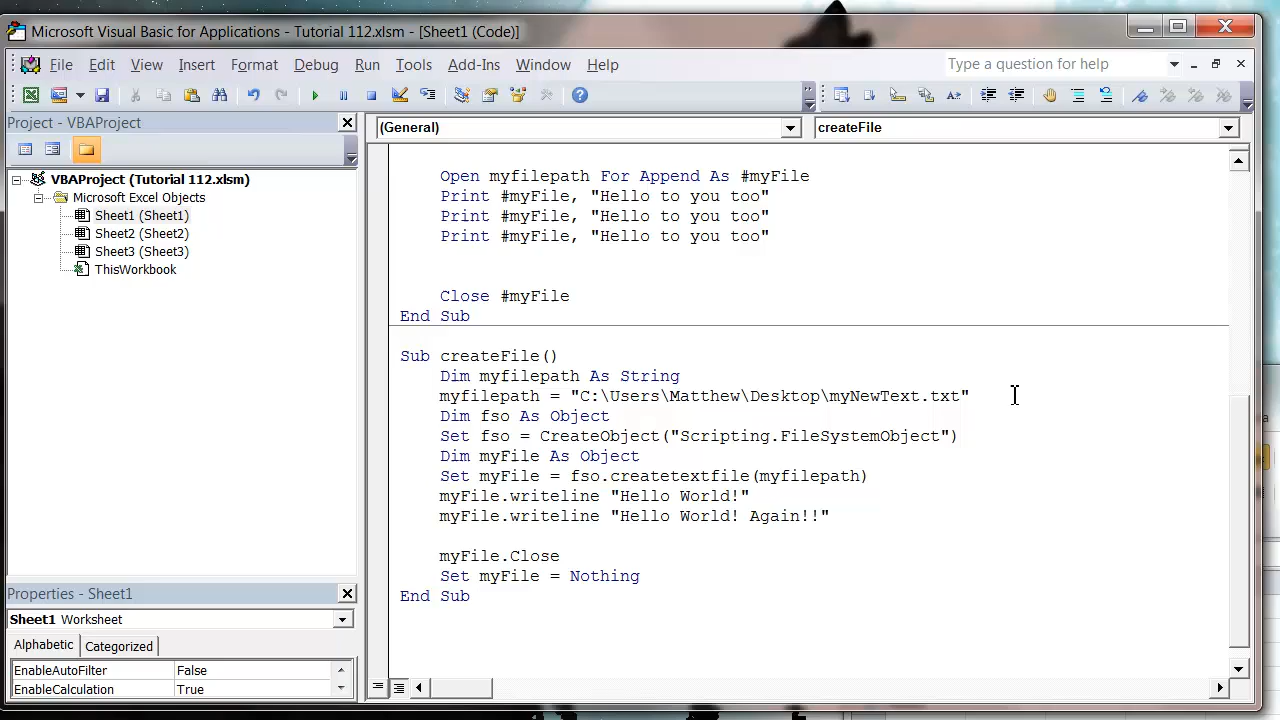 Microsoft Visual Basic for Applications - Tutorial 112.xlsm - [Sheet1 (Code)]
File Edit View Insert Format Debug Run Tools Add-Ins Window Help Type a question for help
Project - VBAProject
(General) createFile
VBAProject (Tutorial 112.xlsm)
Microsoft Excel Objects
Sheet1 (Sheet1)
Sheet2 (Sheet2)
Sheet3 (Sheet3)
ThisWorkbook
Open myfilepath For Append As #myFile
Print #myFile, "Hello to you too"
Print #myFile, "Hello to you too"
Print #myFile, "Hello to you too"
Close #myFile
End Sub
Sub createFile()
Dim myfilepath As String
myfilepath = "C:\Users\Matthew\Desktop\myNewText.txt"
Dim fso As Object
Set fso = CreateObject("Scripting.FileSystemObject")
Dim myFile As Object
Set myFile = fso.createtextfile(myfilepath)
myFile.writeline "Hello World!"
myFile.writeline "Hello World! Again!!"
myFile.Close
Set myFile = Nothing
End Sub
Properties - Sheet1
Sheet1 Worksheet
Alphabetic Categorized
EnableAutoFilter False
EnableCalculation True